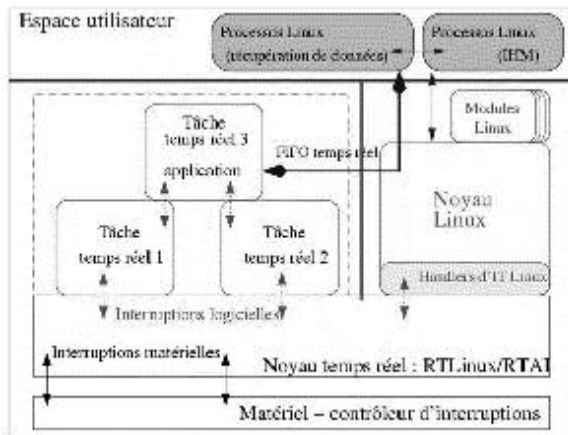 Espace utilisateur
Processus Linux
(récupération de données)
Processus Linux
(IHM)
Modules
Linux
Tâche
temps réel 3
application
FIFO temps réel
Noyau
Linux
Tâche
temps réel 1
Tâche
temps réel 2
Handlers d'IT Linux
Interruptions logicielles
Interruptions matérielles
Noyau temps réel : RTLinux/RTAI
Matériel – contrôleur d'interruptions